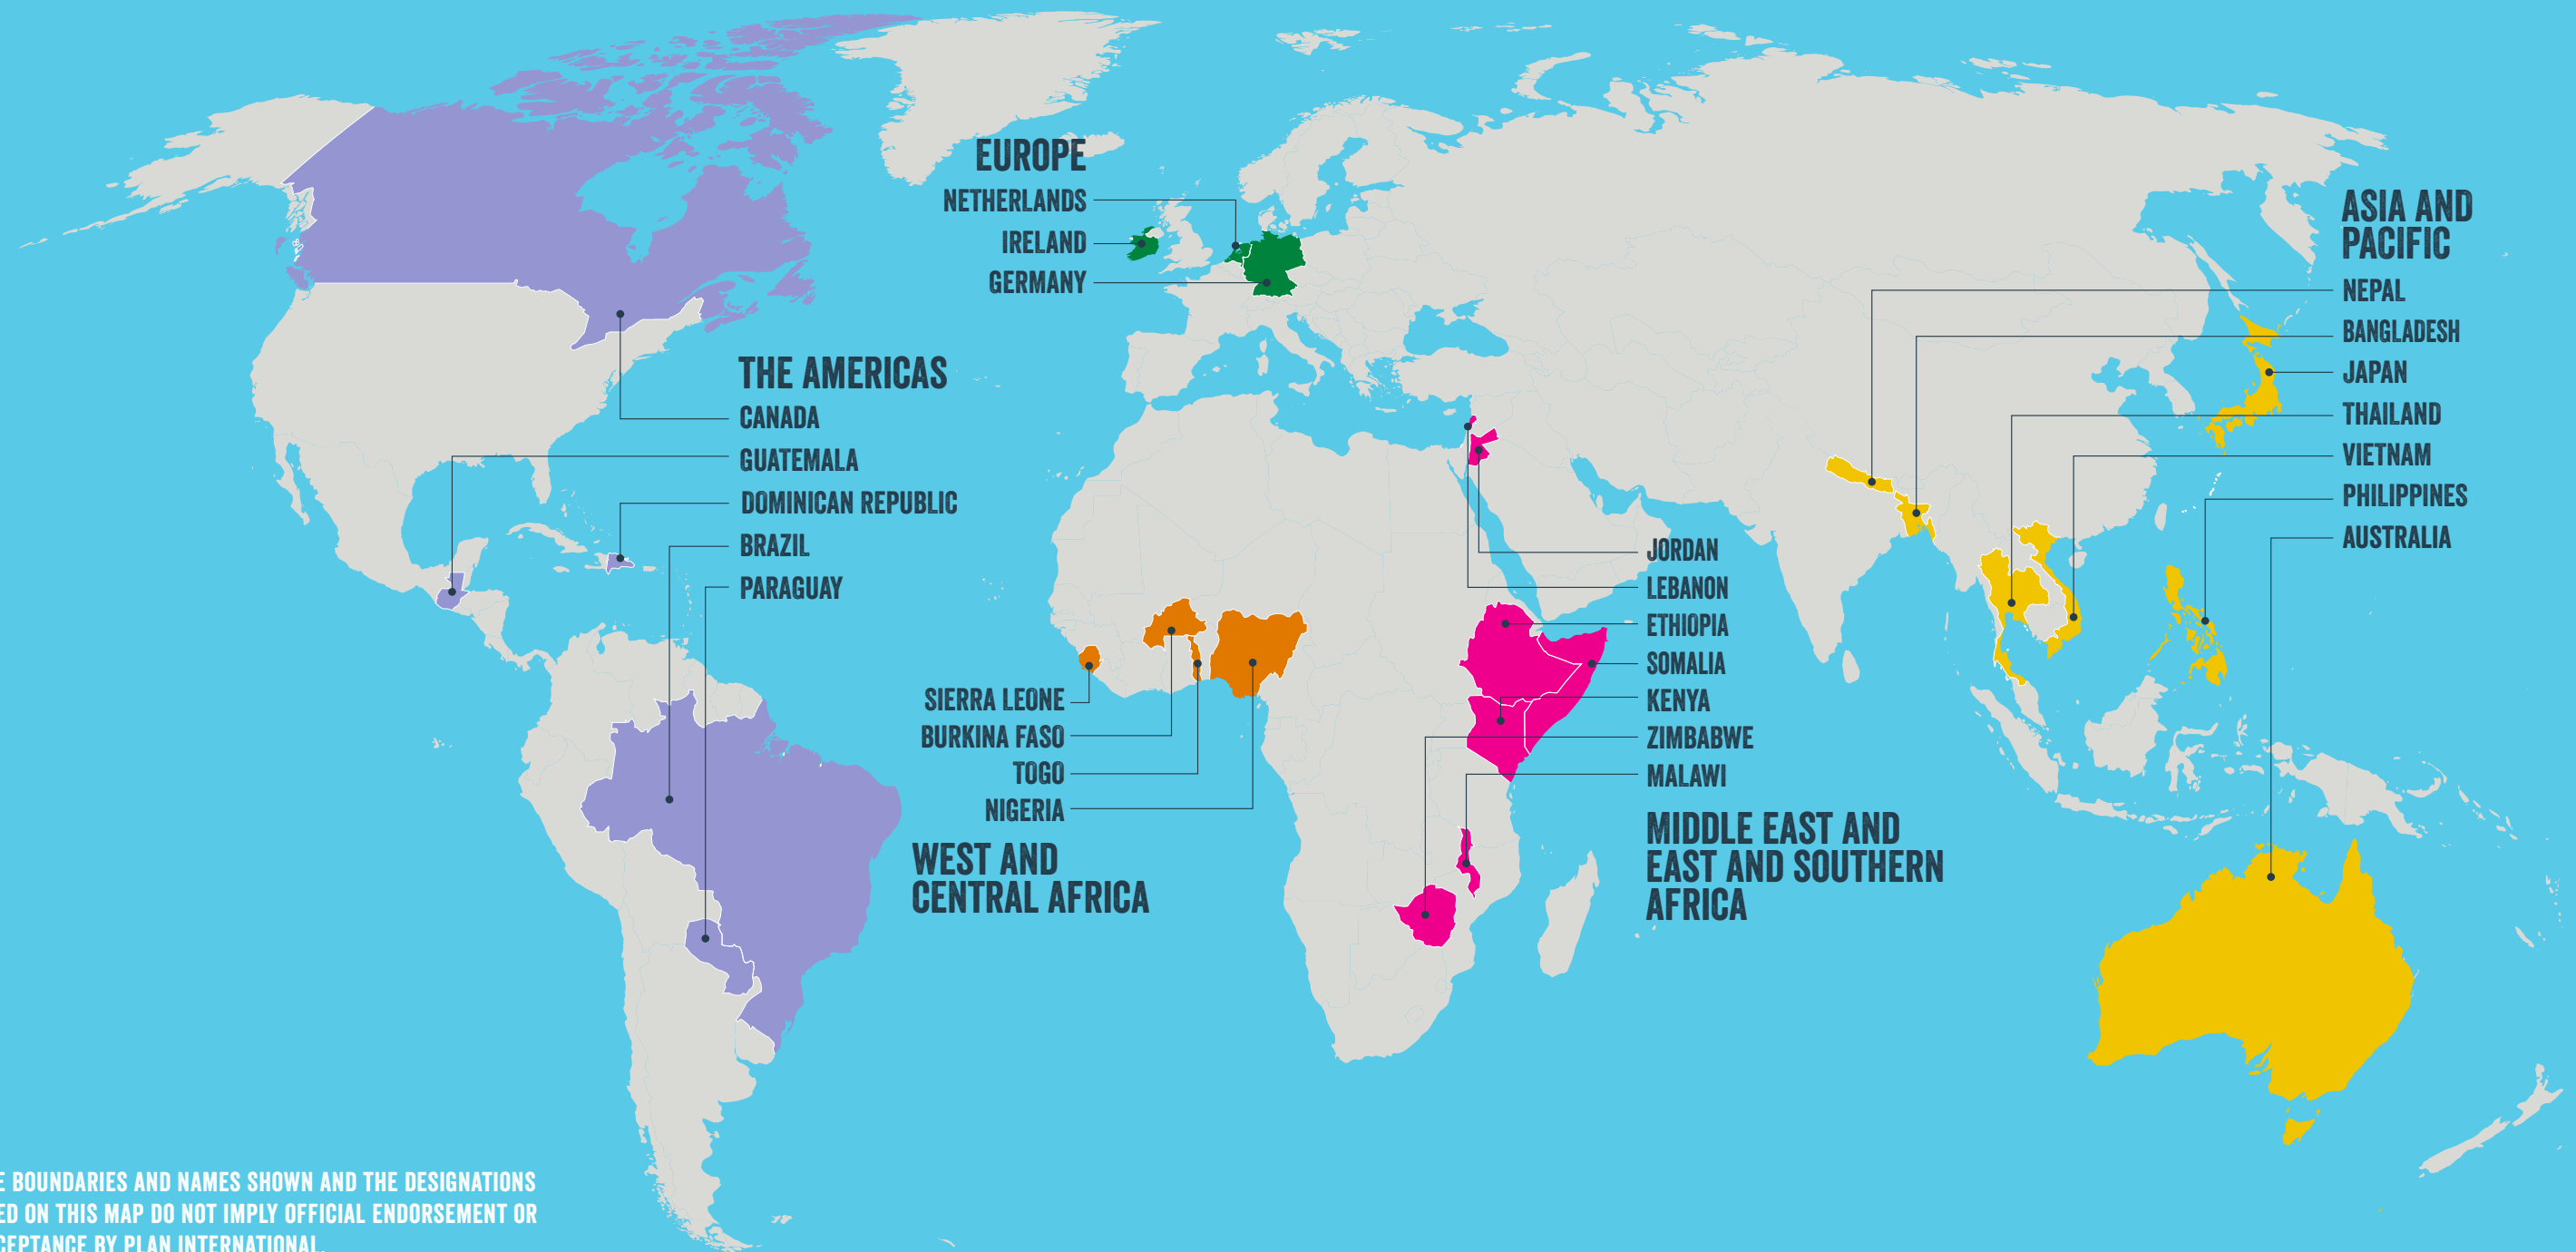 EUROPE
NETHERLANDS
IRELAND
GERMANY
THE AMERICAS
CANADA
GUATEMALA
DOMINICAN REPUBLIC
BRAZIL
PARAGUAY
SIERRA LEONE
BURKINA FASO
TOGO
NIGERIA
WEST AND
CENTRAL AFRICA
JORDAN
LEBANON
ETHIOPIA
SOMALIA
KENYA
ZIMBABWE
MALAWI
MIDDLE EAST AND
EAST AND SOUTHERN
AFRICA
ASIA AND
PACIFIC
NEPAL
BANGLADESH
JAPAN
THAILAND
VIETNAM
PHILIPPINES
AUSTRALIA
E BOUNDARIES AND NAMES SHOWN AND THE DESIGNATIONS
ED ON THIS MAP DO NOT IMPLY OFFICIAL ENDORSEMENT OR
CEPTANCE BY PLAN INTERNATIONAL.